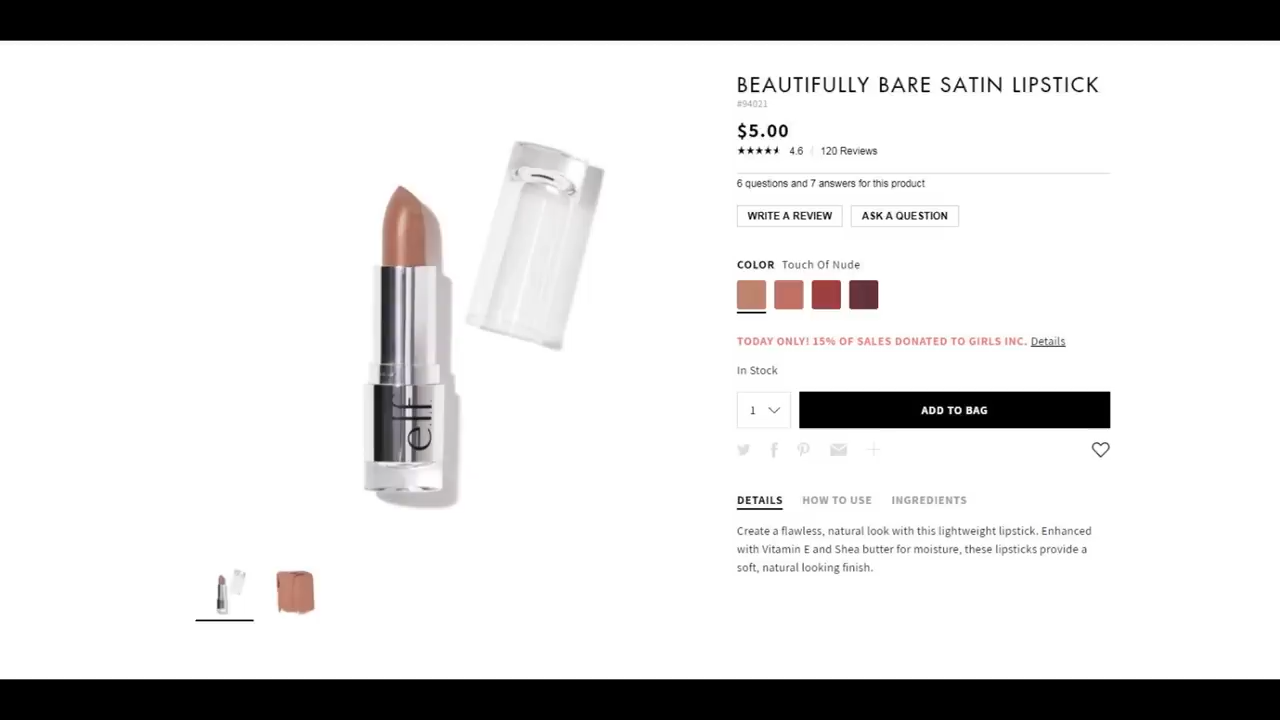 BEAUTIFULLY BARE SATIN LIPSTICK
#94021
$5.00
4.6 / 120 Reviews
6 questions and 7 answers for this product
WRITE A REVIEW ASK A QUESTION
COLOR Touch Of Nude
TODAY ONLY! 15% OF SALES DONATED TO GIRLS INC. Details
In Stock
1 ADD TO BAG
e.l.f.
DETAILS HOW TO USE INGREDIENTS
Create a flawless, natural look with this lightweight lipstick. Enhanced
with Vitamin E and Shea butter for moisture, these lipsticks provide a
soft, natural looking finish.